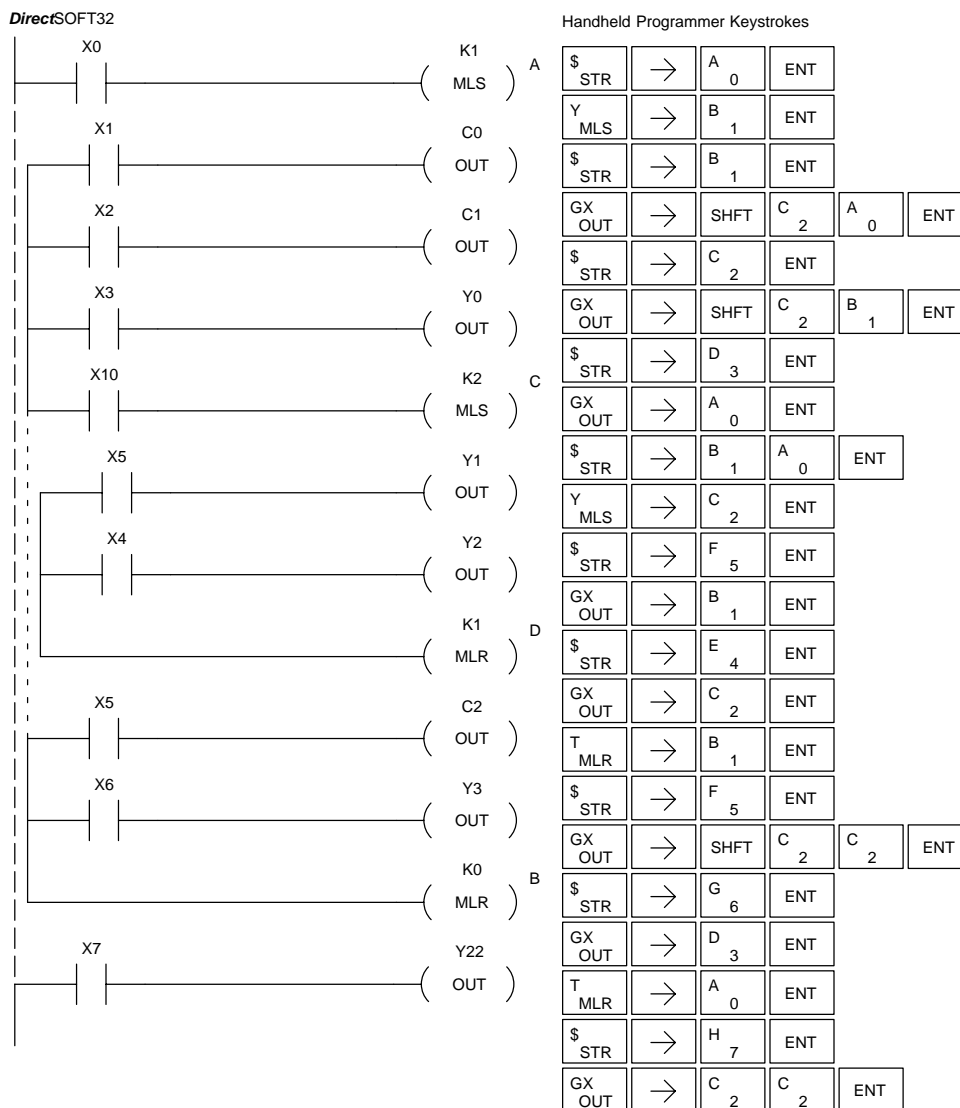 DirectSOFT32
X0
K1
MLS
A
X1
C0
OUT
X2
C1
OUT
X3
Y0
OUT
X10
K2
MLS
C
X5
Y1
OUT
X4
Y2
OUT
K1
MLR
D
X5
C2
OUT
X6
Y3
OUT
K0
MLR
B
X7
Y22
OUT
Handheld Programmer Keystrokes
$ STR → A 0 ENT
Y MLS → B 1 ENT
$ STR → B 1 ENT
GX OUT → SHFT C 2 A 0 ENT
$ STR → C 2 ENT
GX OUT → SHFT C 2 B 1 ENT
$ STR → D 3 ENT
GX OUT → A 0 ENT
$ STR → B 1 A 0 ENT
Y MLS → C 2 ENT
$ STR → F 5 ENT
GX OUT → B 1 ENT
$ STR → E 4 ENT
GX OUT → C 2 ENT
T MLR → B 1 ENT
$ STR → F 5 ENT
GX OUT → SHFT C 2 C 2 ENT
$ STR → G 6 ENT
GX OUT → D 3 ENT
T MLR → A 0 ENT
$ STR → H 7 ENT
GX OUT → C 2 C 2 ENT